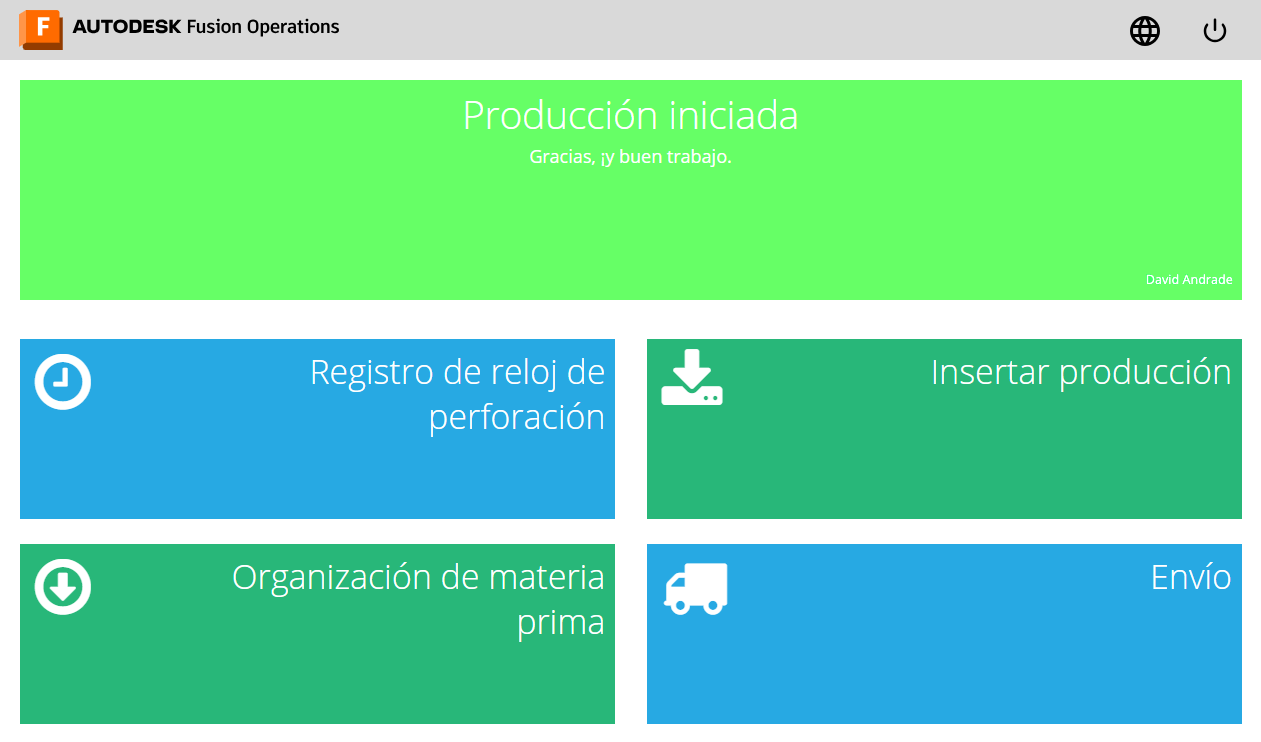 F AUTODESK Fusion Operations
Producción iniciada
Gracias, ¡y buen trabajo.
David Andrade
Registro de reloj de
perforación
Insertar producción
Organización de materia
prima
Envío